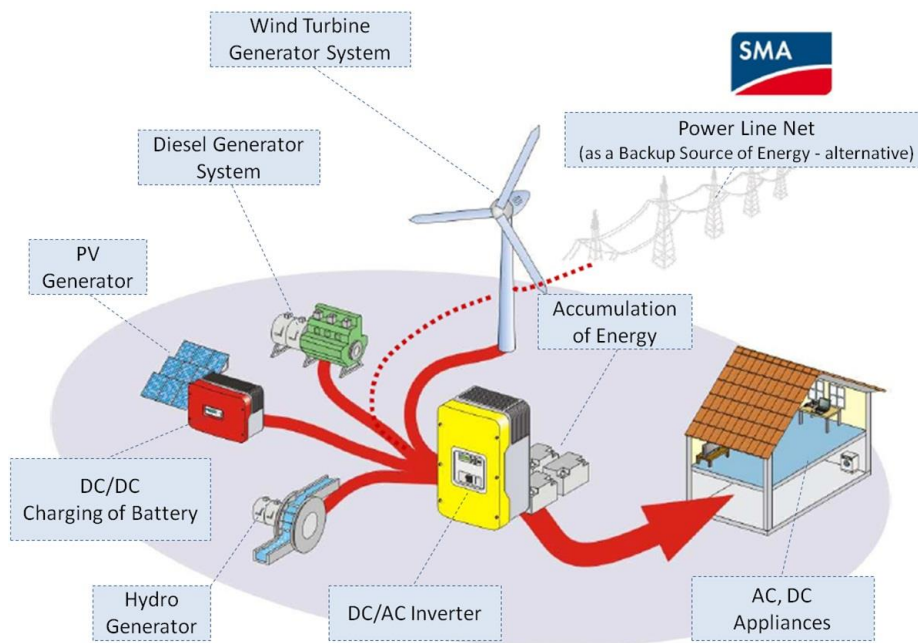 Wind Turbine
Generator System
SMA
Diesel Generator
System
Power Line Net
(as a Backup Source of Energy - alternative)
PV
Generator
Accumulation
of Energy
DC/DC
Charging of Battery
Hydro
Generator
DC/AC Inverter
AC, DC
Appliances